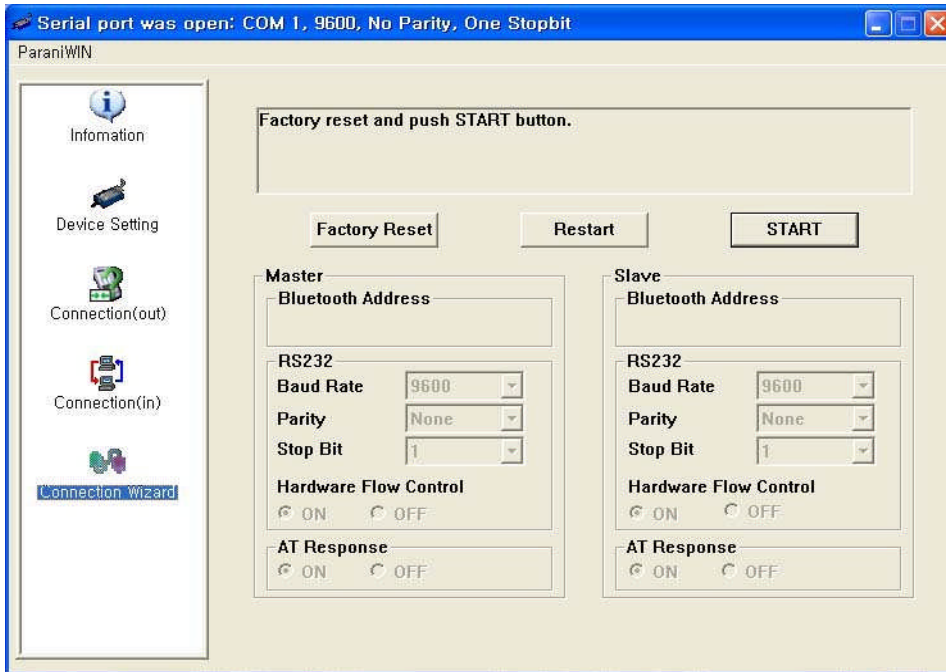 Serial port was open: COM 1, 9600, No Parity, One Stopbit
ParaniWIN
Infomation
Device Setting
Connection(out)
Connection(in)
Connection Wizard
Factory reset and push START button.
Factory Reset
Restart
START
Master
Bluetooth Address
RS232
Baud Rate 9600
Parity None
Stop Bit 1
Hardware Flow Control
ON OFF
AT Response
ON OFF
Slave
Bluetooth Address
RS232
Baud Rate 9600
Parity None
Stop Bit 1
Hardware Flow Control
ON OFF
AT Response
ON OFF